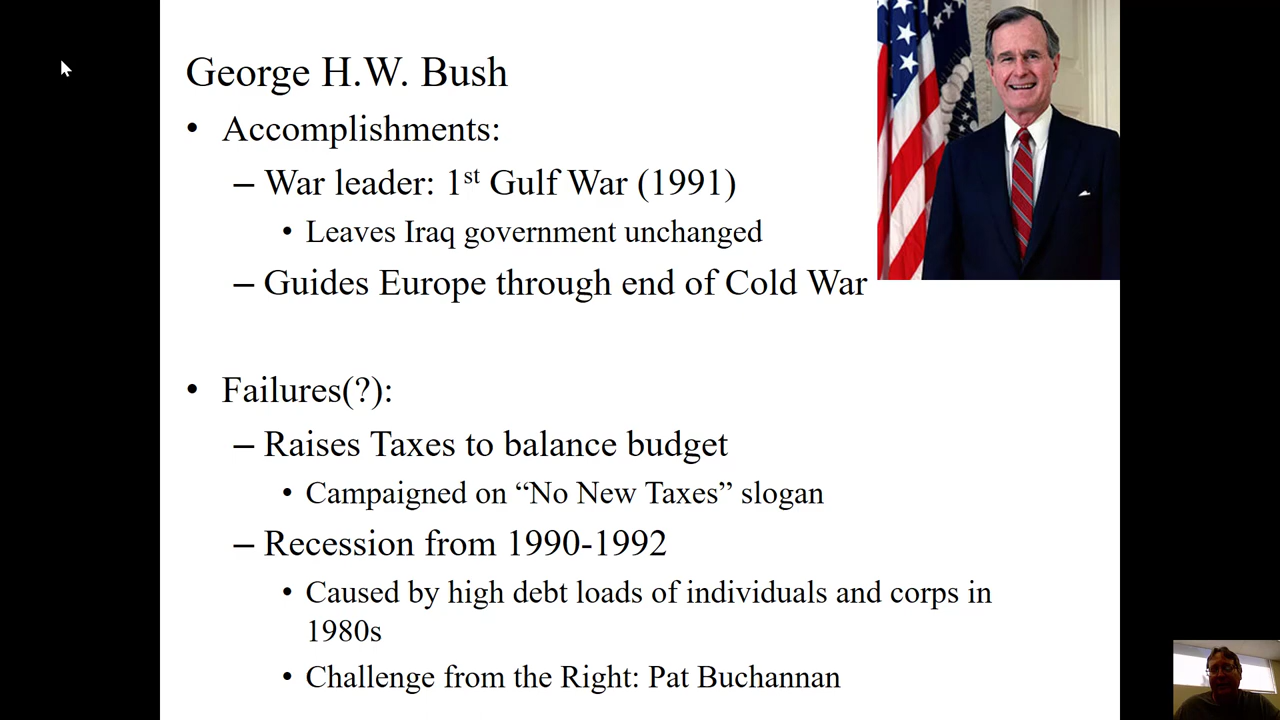 George H.W. Bush
• Accomplishments:
– War leader: 1st Gulf War (1991)
• Leaves Iraq government unchanged
– Guides Europe through end of Cold War
• Failures(?):
– Raises Taxes to balance budget
• Campaigned on “No New Taxes” slogan
– Recession from 1990-1992
• Caused by high debt loads of individuals and corps in
1980s
• Challenge from the Right: Pat Buchannan